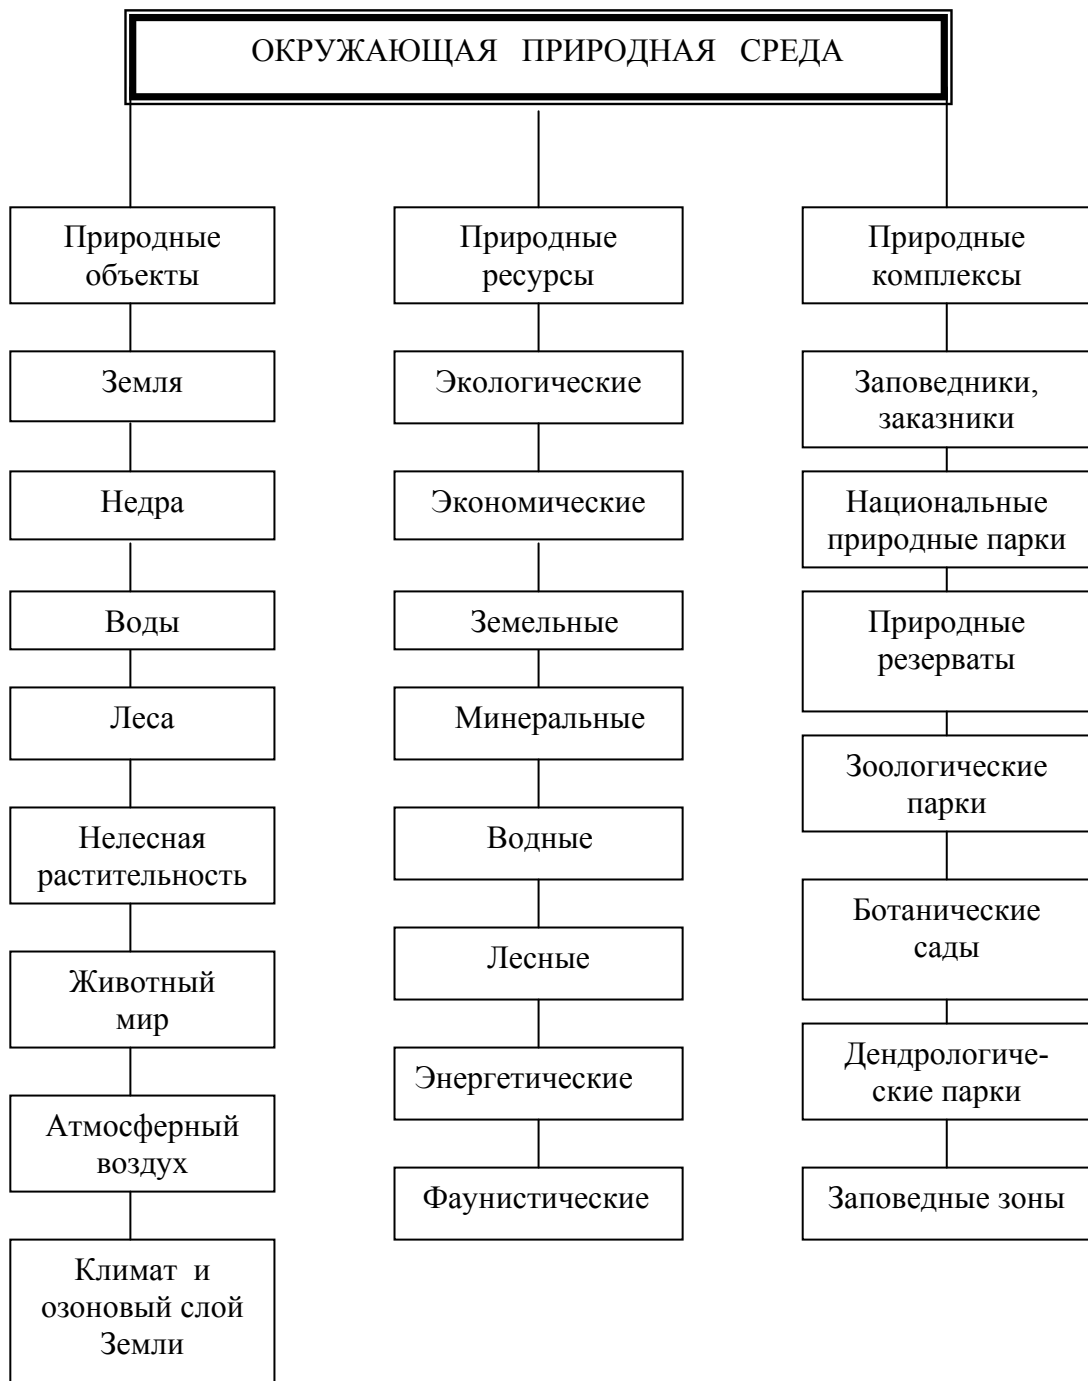 ОКРУЖАЮЩАЯ ПРИРОДНАЯ СРЕДА
Природные
объекты
Земля
Недра
Воды
Леса
Нелесная
растительность
Животный
мир
Атмосферный
воздух
Климат и
озоновый слой
Земли
Природные
ресурсы
Экологические
Экономические
Земельные
Минеральные
Водные
Лесные
Энергетические
Фаунистические
Природные
комплексы
Заповедники,
заказники
Национальные
природные парки
Природные
резерваты
Зоологические
парки
Ботанические
сады
Дендрологиче-
ские парки
Заповедные зоны